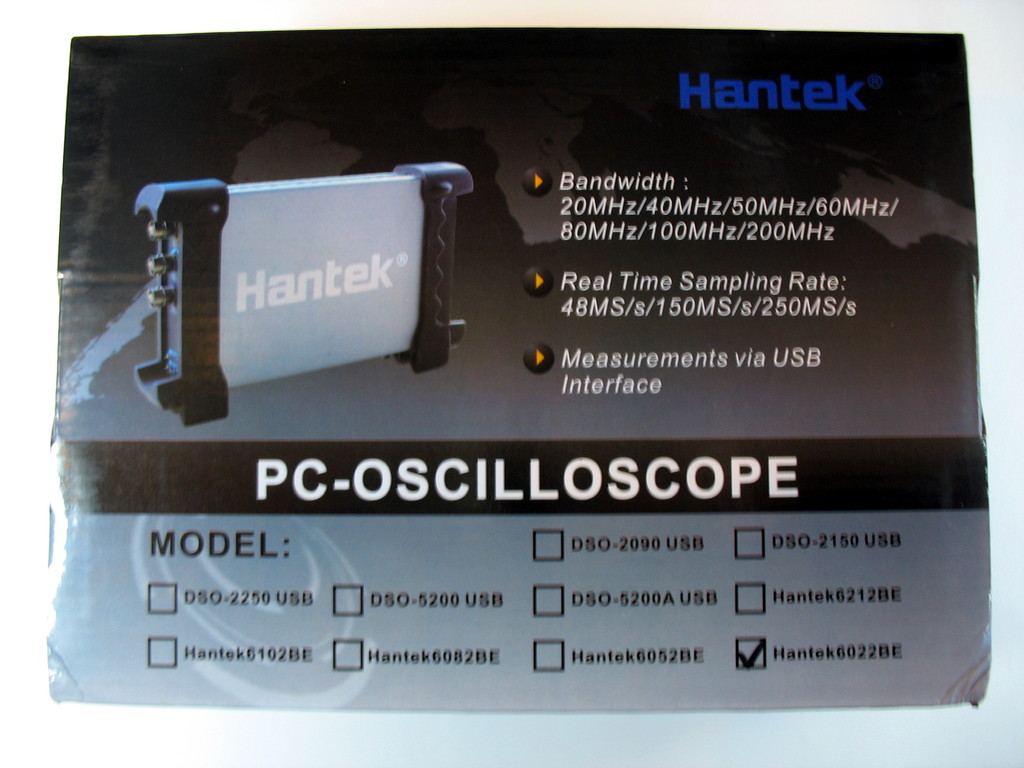 Hantek®
Hantek®
Bandwidth :
20MHz/40MHz/50MHz/60MHz/
80MHz/100MHz/200MHz
Real Time Sampling Rate:
48MS/s/150MS/s/250MS/s
Measurements via USB
Interface
PC-OSCILLOSCOPE
MODEL:
DSO-2090 USB
DSO-2150 USB
DSO-2250 USB
DSO-5200 USB
DSO-5200A USB
Hantek6212BE
Hantek6102BE
Hantek6082BE
Hantek6052BE
Hantek6022BE